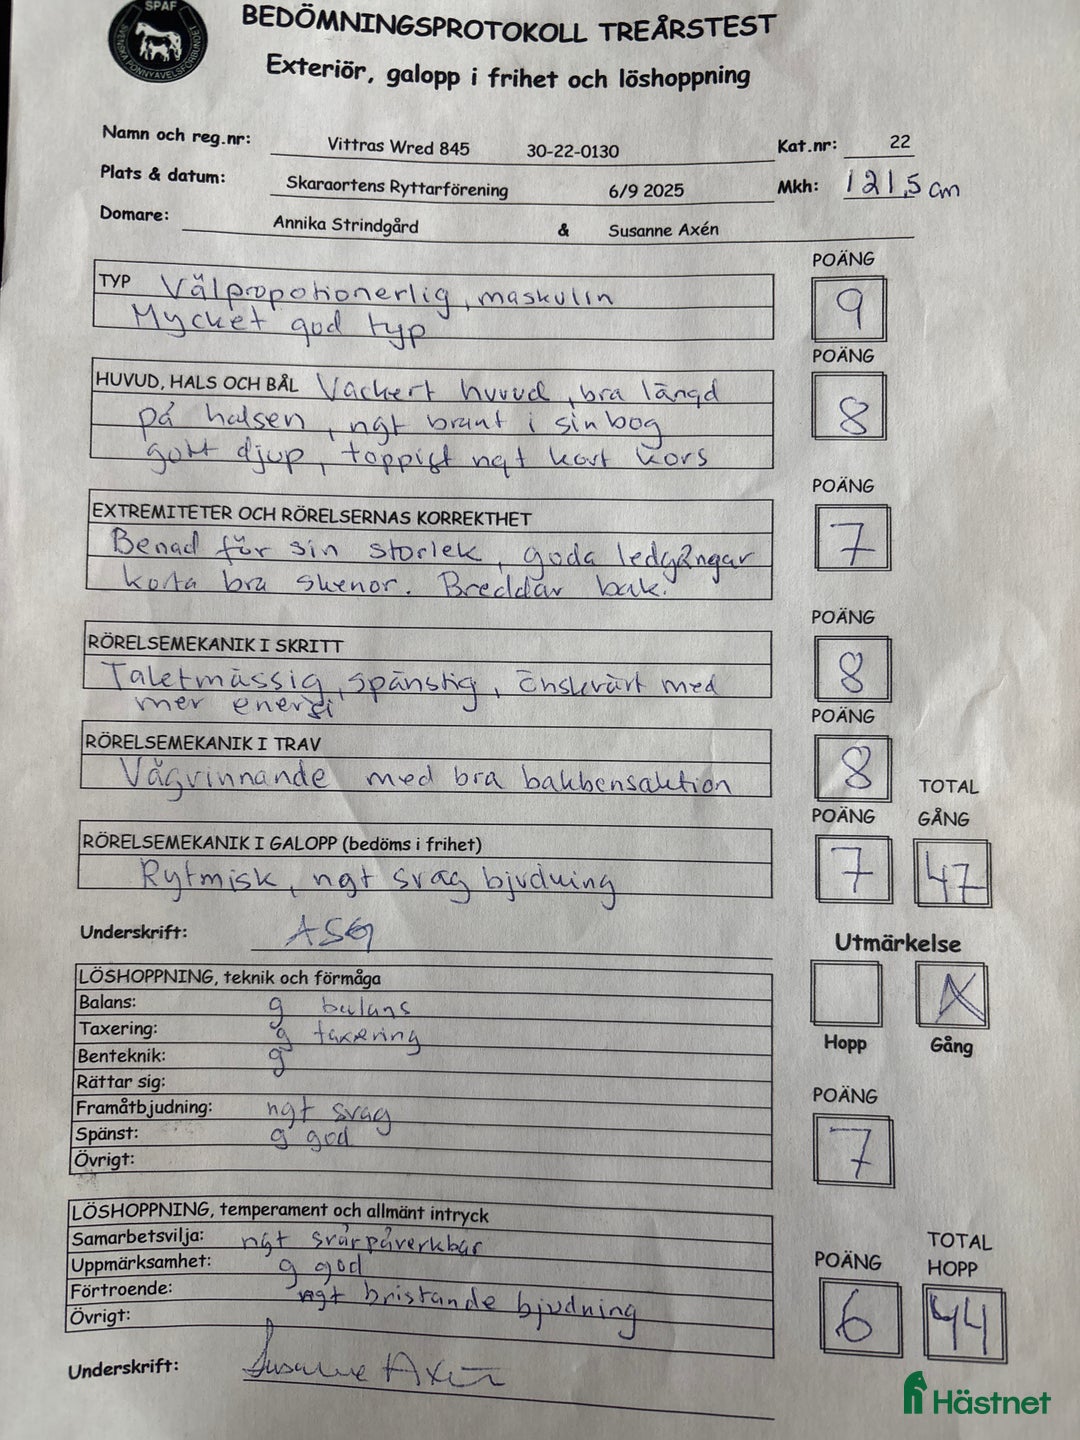 SPAF
SVENSKA PONNYAVELSFÖRBUNDET
BEDÖMNINGSPROTOKOLL TREÅRSTEST
Exteriör, galopp i frihet och löshoppning
Namn och reg.nr: Vittras Wred 845 30-22-0130 Kat.nr: 22
Plats & datum: Skaraortens Ryttarförening 6/9 2025 Mkh: 121,5 cm
Domare: Annika Strindgård & Susanne Axén
POÄNG
TYP Välpropotionerlig, maskulin 9
Mycket god typ
POÄNG
HUVUD, HALS OCH BÅL Vackert huvud, bra längd 8
på halsen, ngt brant i sin bog
gott djup, toppigt ngt kort kors
POÄNG
EXTREMITETER OCH RÖRELSERNAS KORREKTHET 7
Benad för sin storlek, goda ledgångar
korta bra skenor. Breddar bak.
POÄNG
RÖRELSEMEKANIK I SKRITT 8
Taktmässig, spänstig, önskvärt med
mer energi
POÄNG
RÖRELSEMEKANIK I TRAV 8
Vägvinnande med bra bakbensaktion
TOTAL
POÄNG GÅNG
RÖRELSEMEKANIK I GALOPP (bedöms i frihet) 7 47
Rytmisk, ngt svag bjudning
Underskrift: ASG
Utmärkelse
LÖSHOPPNING, teknik och förmåga
Balans: g balans X
Taxering: g taxering
Benteknik: g Hopp Gång
Rättar sig:
Framåtbjudning: ngt svag POÄNG
Spänst: g god 7
Övrigt:
LÖSHOPPNING, temperament och allmänt intryck
Samarbetsvilja: ngt svårpåverkbar TOTAL
Uppmärksamhet: g god POÄNG HOPP
Förtroende: ngt bristande bjudning 6 44
Övrigt:
Underskrift: Susanne Axén
Hästnet